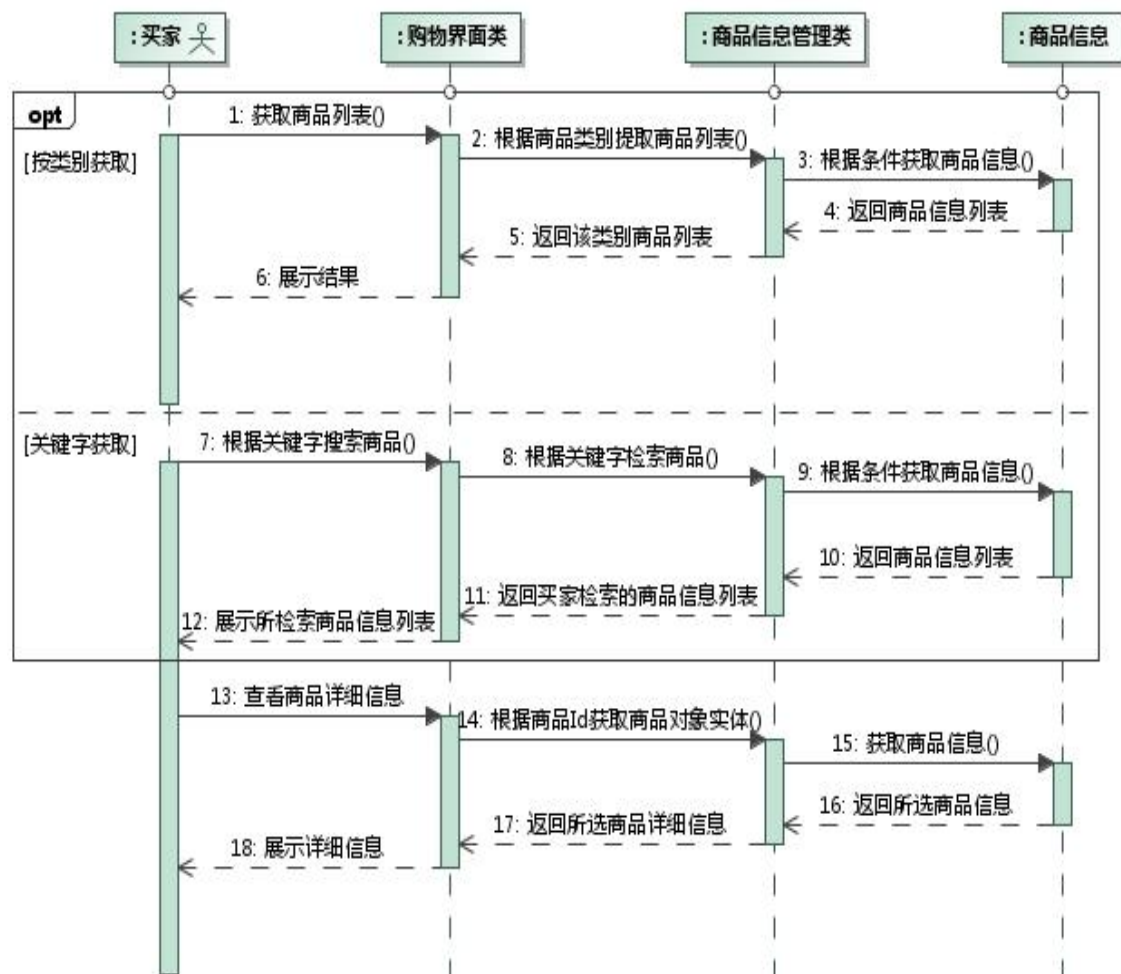 : 买家
: 购物界面类
: 商品信息管理类
: 商品信息
opt
[按类别获取]
1: 获取商品列表()
2: 根据商品类别提取商品列表()
3: 根据条件获取商品信息()
4: 返回商品信息列表
5: 返回该类别商品列表
6: 展示结果
[关键字获取]
7: 根据关键字搜索商品()
8: 根据关键字检索商品()
9: 根据条件获取商品信息()
10: 返回商品信息列表
11: 返回买家检索的商品信息列表
12: 展示所检索商品信息列表
13: 查看商品详细信息
14: 根据商品Id获取商品对象实体()
15: 获取商品信息()
16: 返回所选商品信息
17: 返回所选商品详细信息
18: 展示详细信息